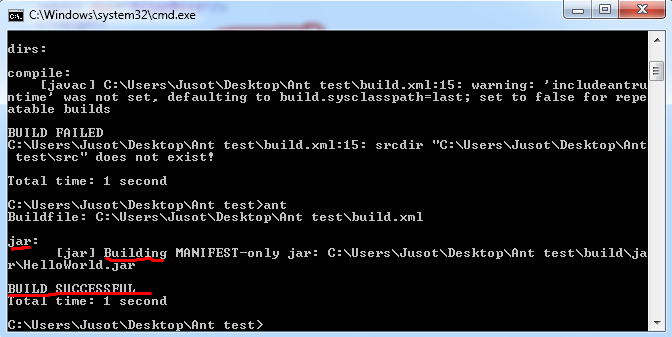 C:\Windows\system32\cmd.exe
dirs:
compile:
[javac] C:\Users\Jusot\Desktop\Ant test\build.xml:15: warning: 'includeantru
ntime' was not set, defaulting to build.sysclasspath=last; set to false for repe
atable builds
BUILD FAILED
C:\Users\Jusot\Desktop\Ant test\build.xml:15: srcdir "C:\Users\Jusot\Desktop\Ant
test\src" does not exist!
Total time: 1 second
C:\Users\Jusot\Desktop\Ant test>ant
Buildfile: C:\Users\Jusot\Desktop\Ant test\build.xml
jar:
[jar] Building MANIFEST-only jar: C:\Users\Jusot\Desktop\Ant test\build\ja
r\HelloWorld.jar
BUILD SUCCESSFUL
Total time: 1 second
C:\Users\Jusot\Desktop\Ant test>